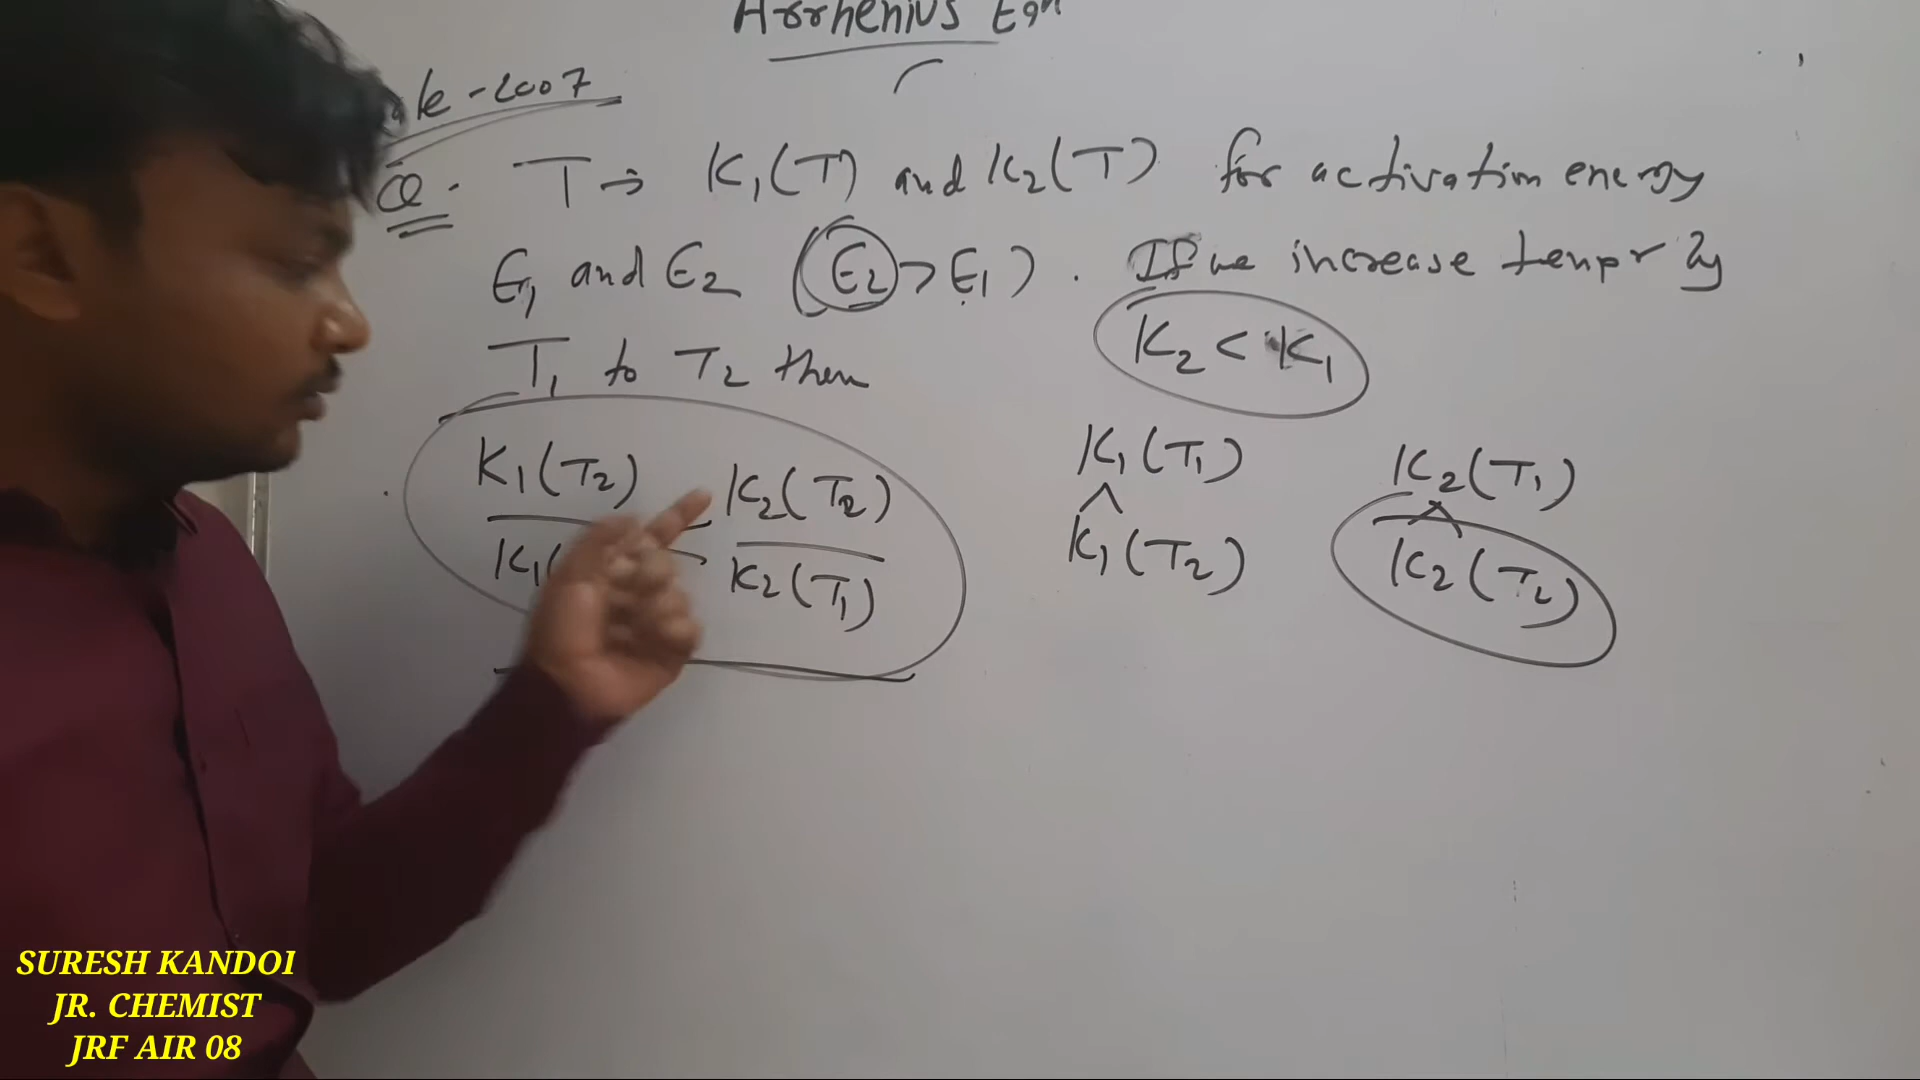 Arrhenius Eqn
-2007
Q. T → K₁(T) and K₂(T) for activation energy
E₁ and E₂ (E₂ > E₁). If we increase tempr by
T₁ to T₂ then
K₂ < K₁
K₁(T₂) K₂(T₂)
K₁( K₂(T₁)
K₁(T₁) K₂(T₁)
^ ^
K₁(T₂) K₂(T₂)
SURESH KANDOI
JR. CHEMIST
JRF AIR 08